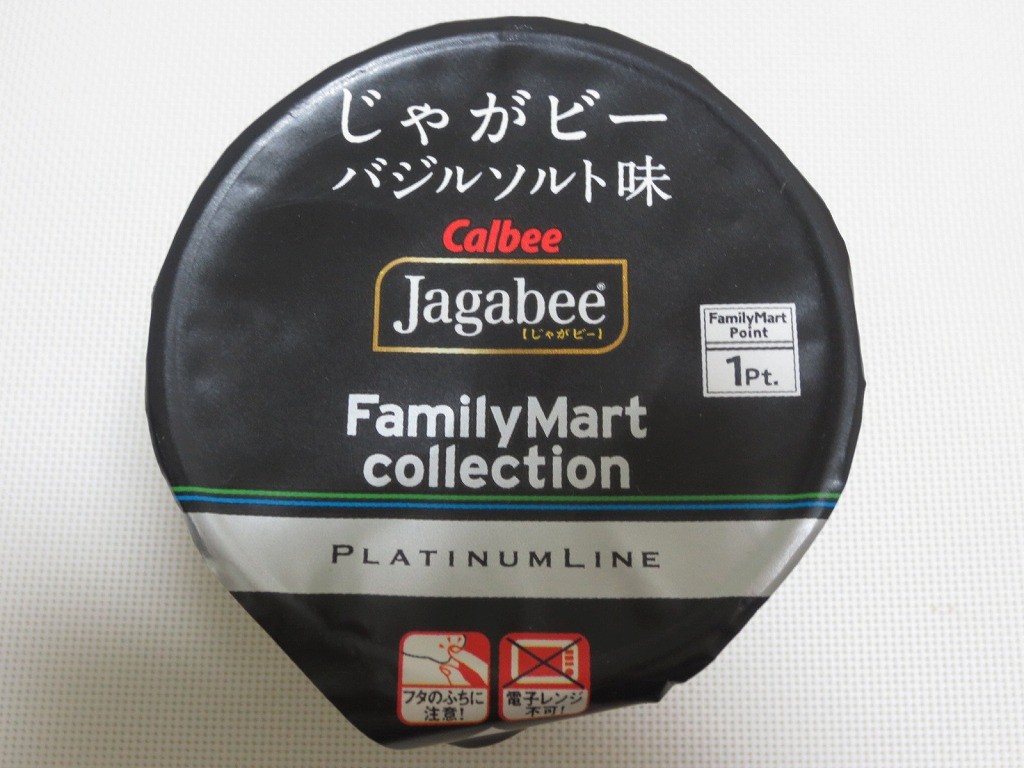 じゃがビー
バジルソルト味
Calbee
Jagabee®
【じゃがビー】
FamilyMart
Point
1Pt.
FamilyMart
collection
PLATINUMLINE
フタのふちに
注意!
電子レンジ
不可!